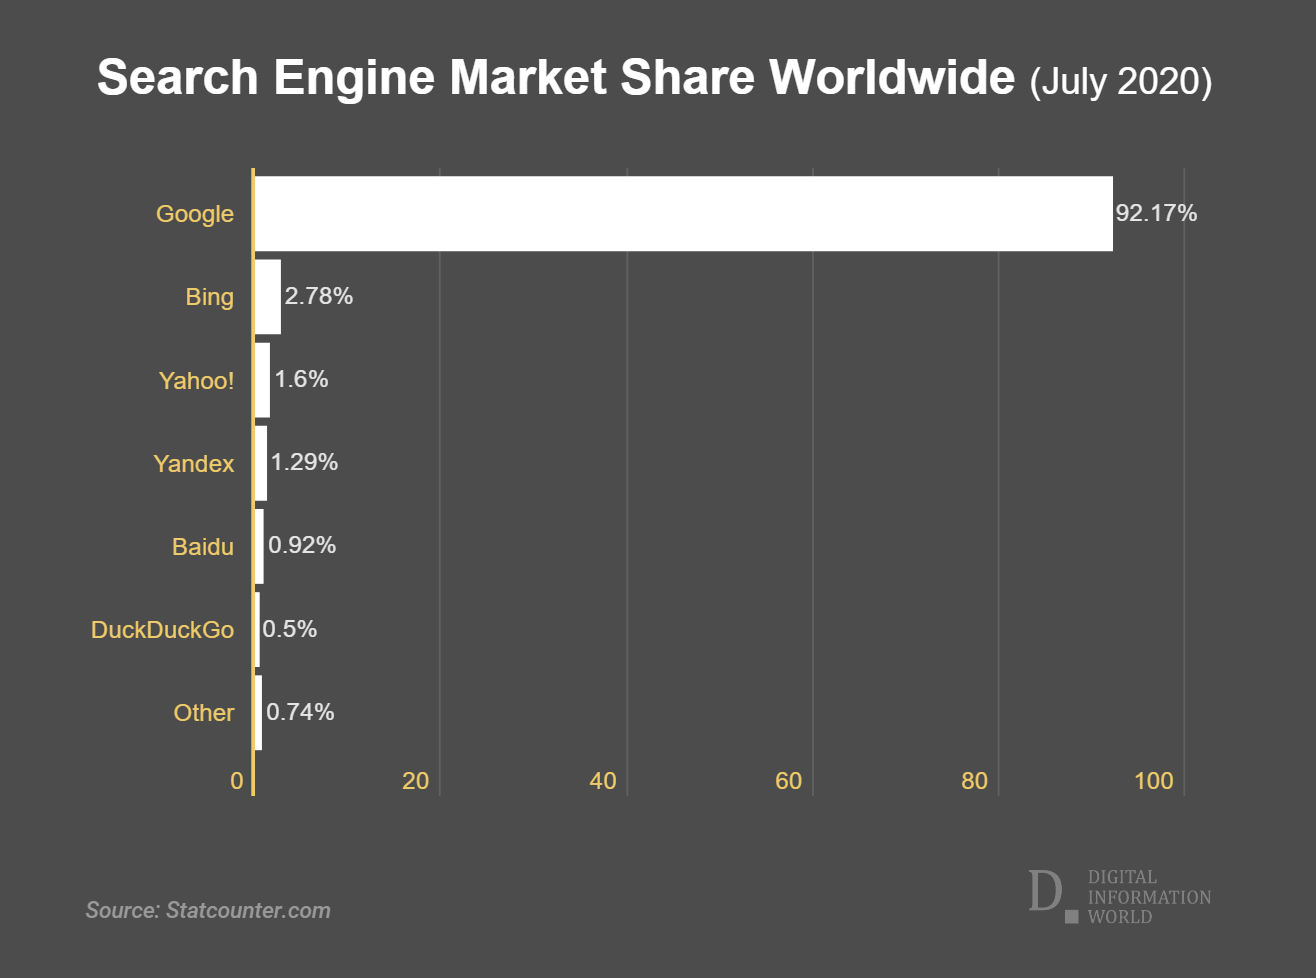 Search Engine Market Share Worldwide (July 2020)
Google 92.17%
Bing 2.78%
Yahoo! 1.6%
Yandex 1.29%
Baidu 0.92%
DuckDuckGo 0.5%
Other 0.74%
0 20 40 60 80 100
Source: Statcounter.com
D.
DIGITAL
INFORMATION
WORLD